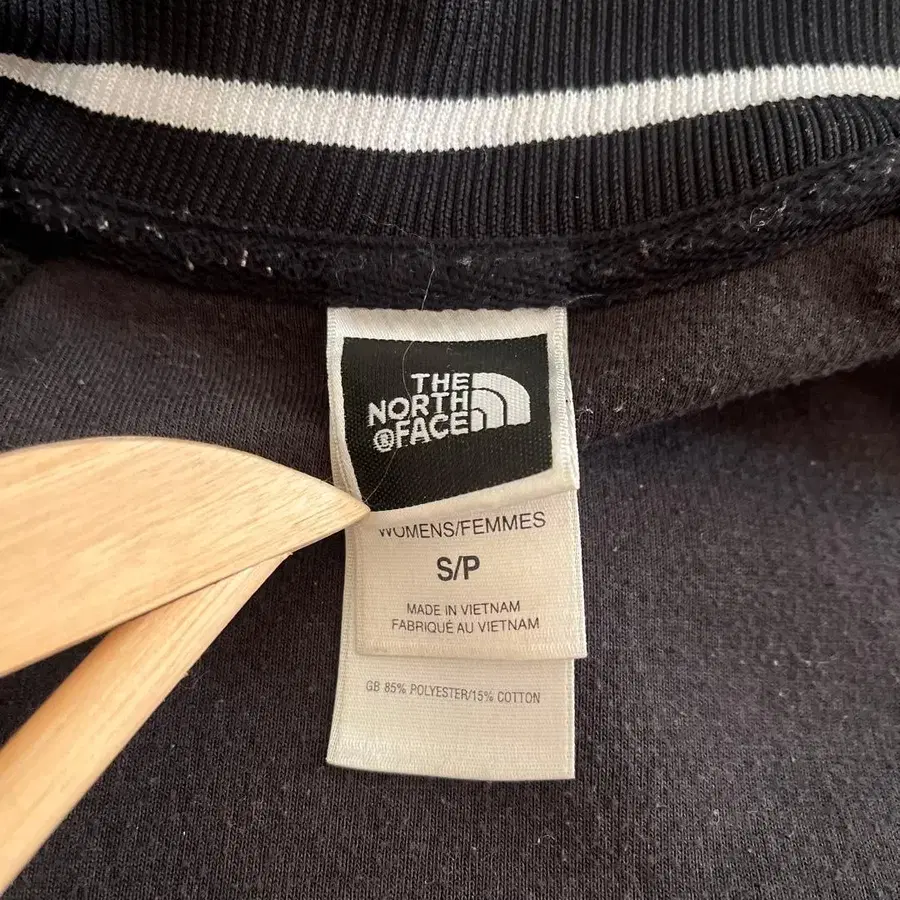 THE
NORTH
®FACE
WOMENS/FEMMES
S/P
MADE IN VIETNAM
FABRIQUÉ AU VIETNAM
GB 85% POLYESTER/15% COTTON